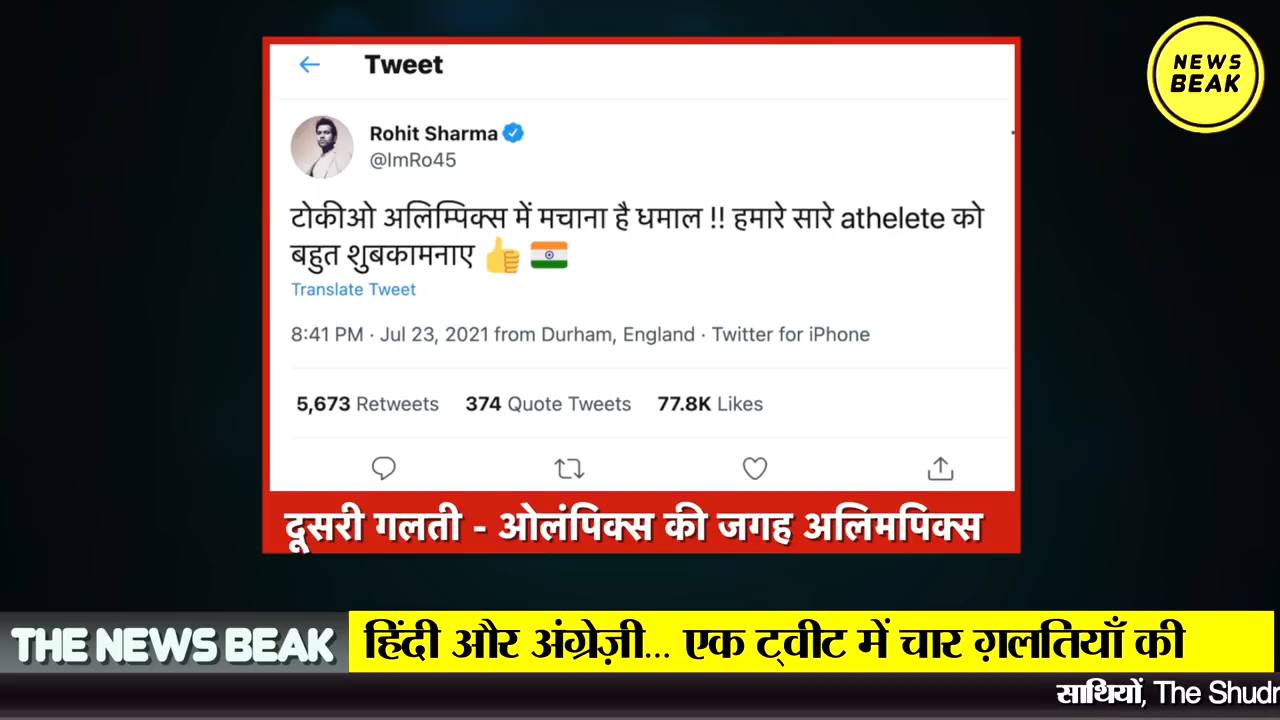 NEWS
BEAK
Tweet
Rohit Sharma
@ImRo45
टोकीओ अलिम्पिक्स में मचाना है धमाल !! हमारे सारे athelete को
बहुत शुबकामनाए 👍 🇮🇳
Translate Tweet
8:41 PM · Jul 23, 2021 from Durham, England · Twitter for iPhone
5,673 Retweets 374 Quote Tweets 77.8K Likes
दूसरी गलती - ओलंपिक्स की जगह अलिमपिक्स
THE NEWS BEAK हिंदी और अंग्रेज़ी... एक ट्वीट में चार ग़लतियाँ की
साथियों, The Shudr